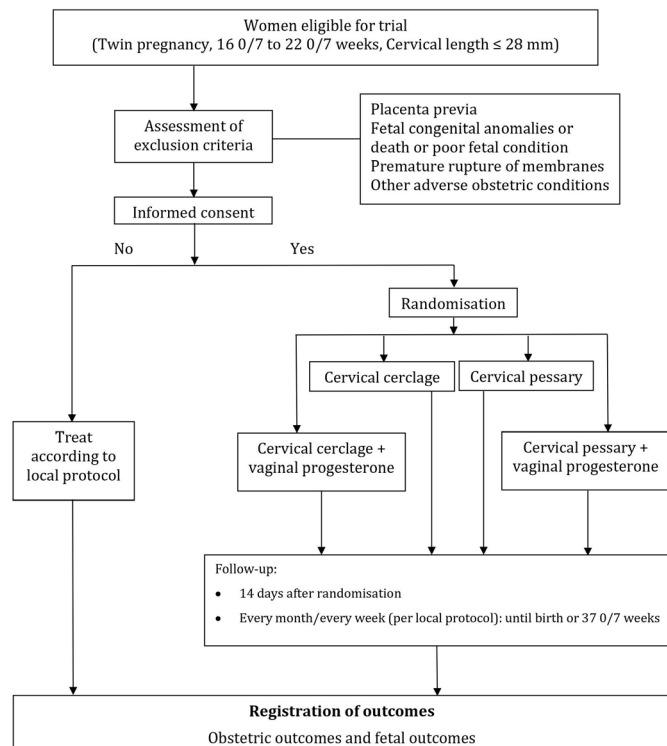 Women eligible for trial
(Twin pregnancy, 16 0/7 to 22 0/7 weeks, Cervical length ≤ 28 mm)
Assessment of
exclusion criteria
Placenta previa
Fetal congenital anomalies or
death or poor fetal condition
Premature rupture of membranes
Other adverse obstetric conditions
Informed consent
No
Yes
Randomisation
Cervical cerclage
Cervical pessary
Treat
according to
local protocol
Cervical cerclage +
vaginal progesterone
Cervical pessary +
vaginal progesterone
Follow-up:
• 14 days after randomisation
• Every month/every week (per local protocol): until birth or 37 0/7 weeks
Registration of outcomes
Obstetric outcomes and fetal outcomes